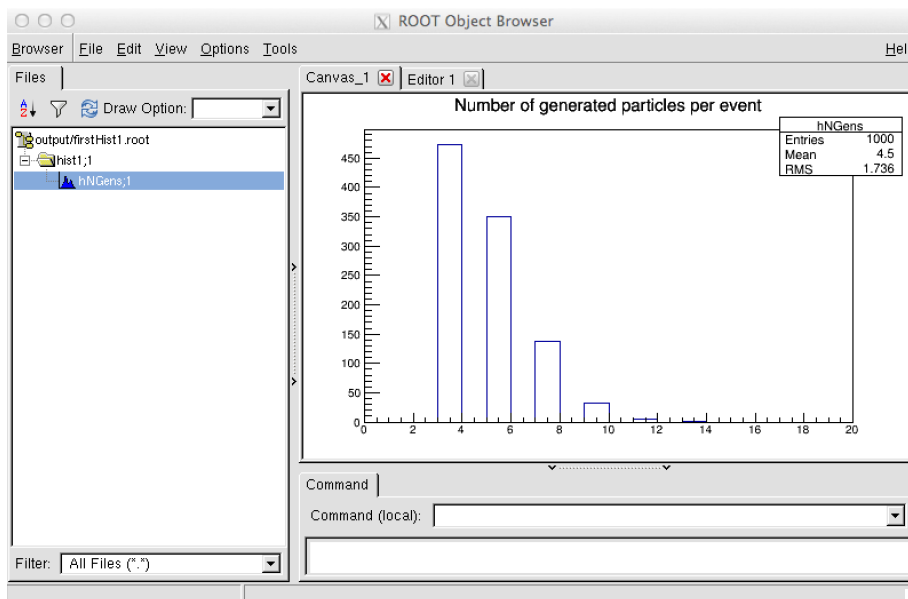 ROOT Object Browser
Browser File Edit View Options Tools
Files
Draw Option:
output/firstHist1.root
hist1;1
hNGens;1
Filter: All Files (*.*)
Canvas_1 Editor 1
Number of generated particles per event
hNGens
Entries 1000
Mean 4.5
RMS 1.736
450
400
350
300
250
200
150
100
50
0
0 2 4 6 8 10 12 14 16 18 20
Command
Command (local):